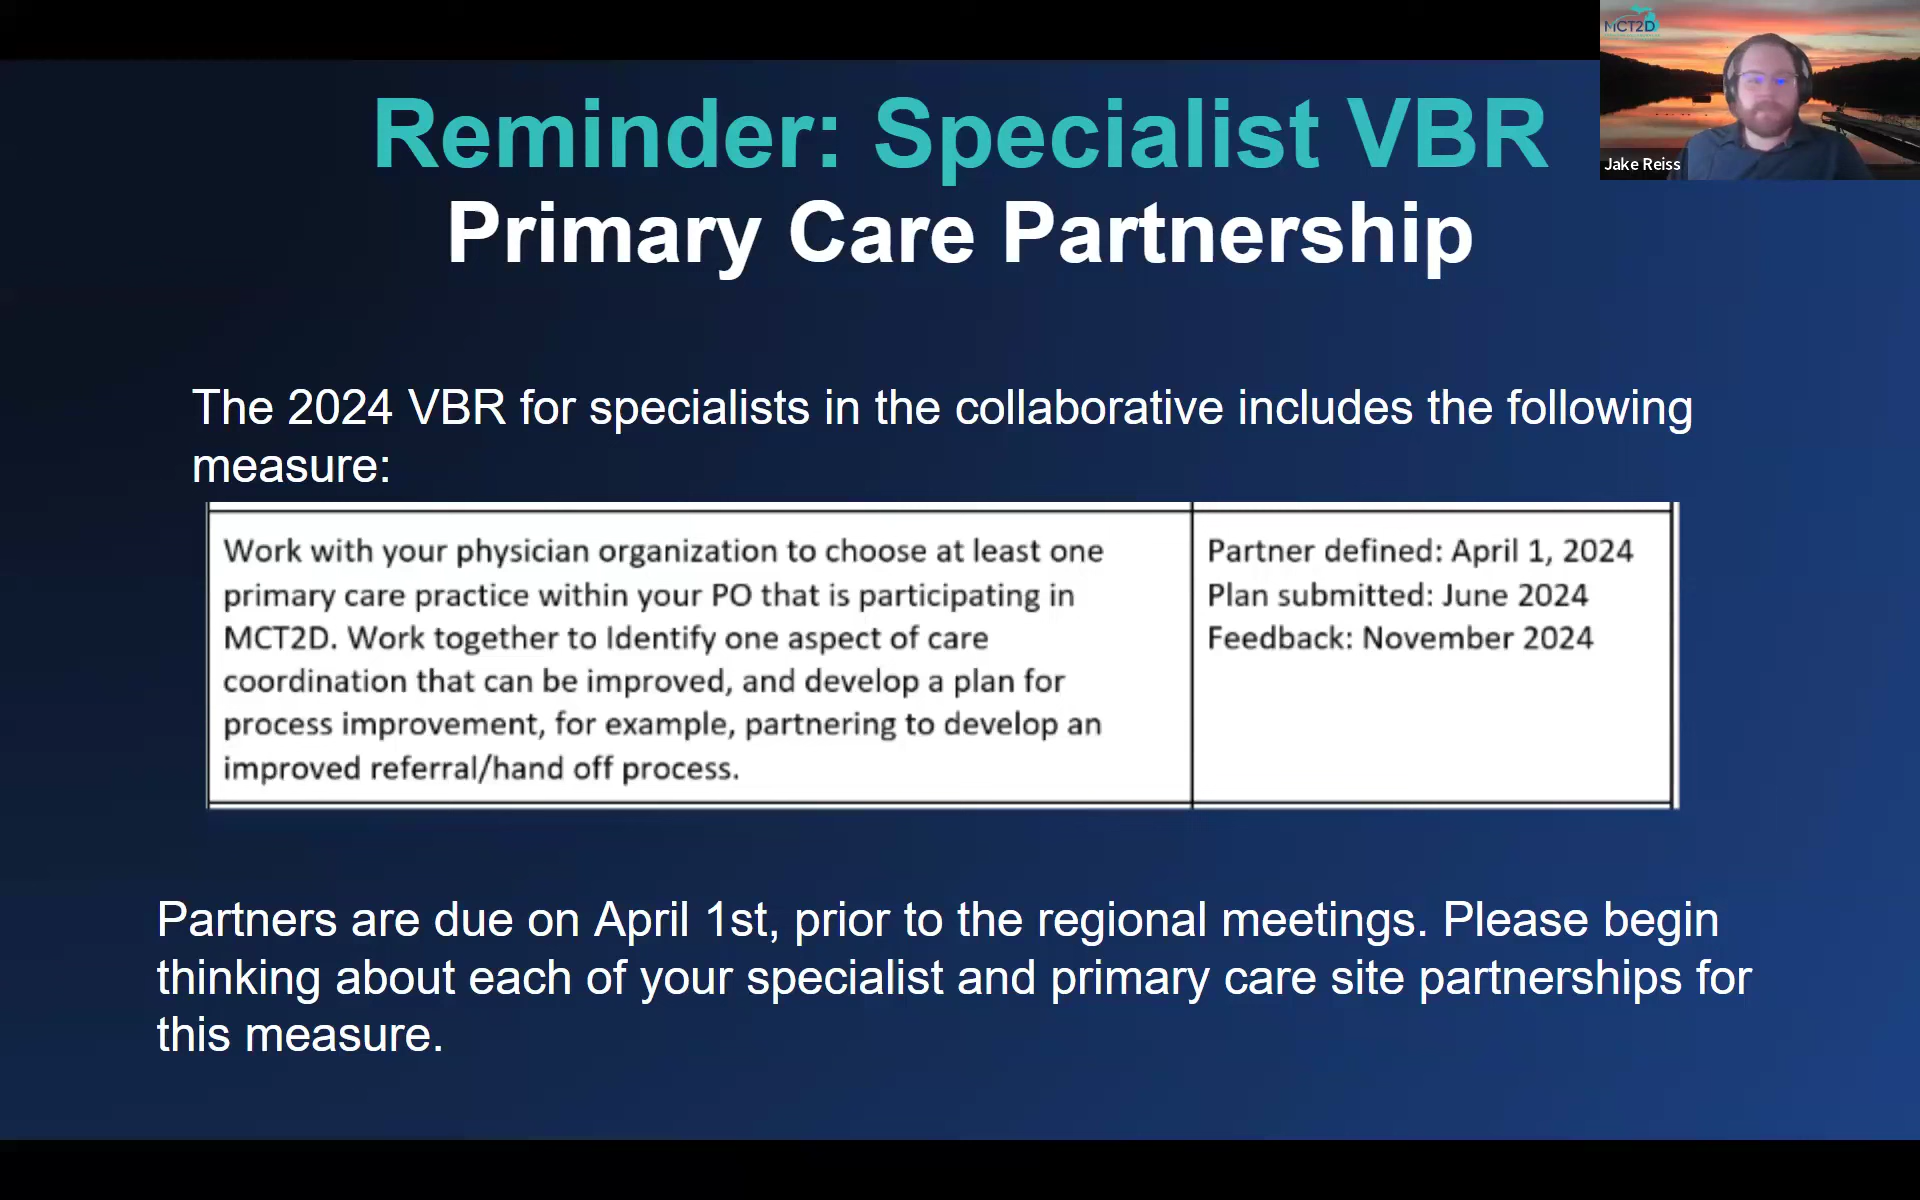 MCT2D
Jake Reiss
Reminder: Specialist VBR
Primary Care Partnership
The 2024 VBR for specialists in the collaborative includes the following
measure:
Work with your physician organization to choose at least one
primary care practice within your PO that is participating in
MCT2D. Work together to Identify one aspect of care
coordination that can be improved, and develop a plan for
process improvement, for example, partnering to develop an
improved referral/hand off process.
Partner defined: April 1, 2024
Plan submitted: June 2024
Feedback: November 2024
Partners are due on April 1st, prior to the regional meetings. Please begin
thinking about each of your specialist and primary care site partnerships for
this measure.